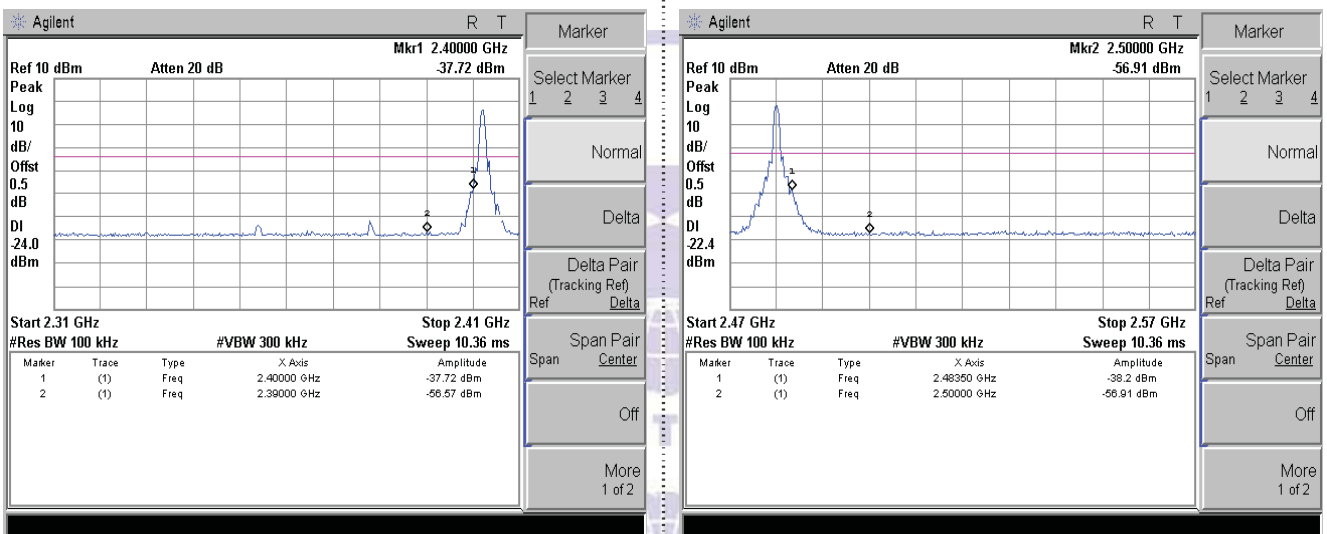 Agilent R T
Mkr1 2.40000 GHz
Ref 10 dBm Atten 20 dB -37.72 dBm
Peak
Log
10
dB/
Offst
0.5
dB
DI
-24.0
dBm
1
2
Start 2.31 GHz Stop 2.41 GHz
#Res BW 100 kHz #VBW 300 kHz Sweep 10.36 ms
Marker Trace Type X Axis Amplitude
1 (1) Freq 2.40000 GHz -37.72 dBm
2 (1) Freq 2.39000 GHz -56.57 dBm
Marker
Select Marker
1 2 3 4
Normal
Delta
Delta Pair
(Tracking Ref)
Ref Delta
Span Pair
Span Center
Off
More
1 of 2
Agilent R T
Mkr2 2.50000 GHz
Ref 10 dBm Atten 20 dB -56.91 dBm
Peak
Log
10
dB/
Offst
0.5
dB
DI
-22.4
dBm
1
2
Start 2.47 GHz Stop 2.57 GHz
#Res BW 100 kHz #VBW 300 kHz Sweep 10.36 ms
Marker Trace Type X Axis Amplitude
1 (1) Freq 2.48350 GHz -38.2 dBm
2 (1) Freq 2.50000 GHz -56.91 dBm
Marker
Select Marker
1 2 3 4
Normal
Delta
Delta Pair
(Tracking Ref)
Ref Delta
Span Pair
Span Center
Off
More
1 of 2